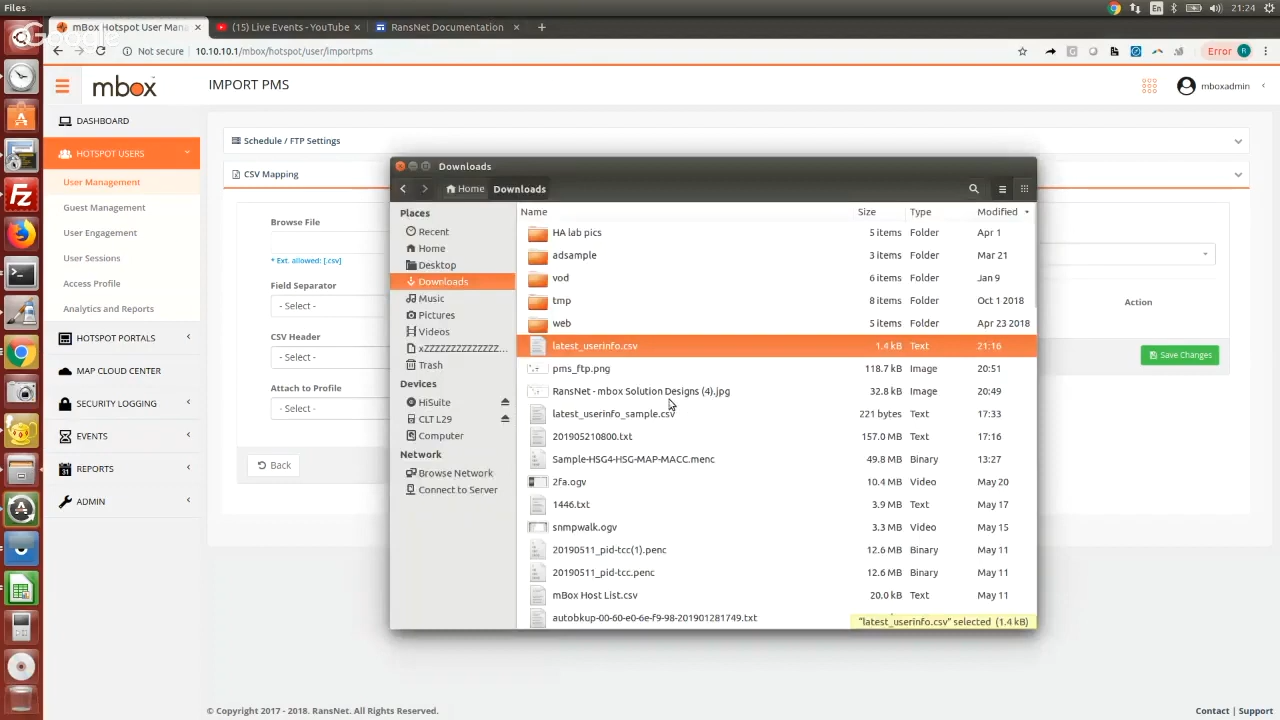 Files
En
21:24
mBox Hotspot User Mana
(15) Live Events - YouTube
RansNet Documentation
Google
Not secure
10.10.10.1/mbox/hotspot/user/importpms
Error
R
mbox
IMPORT PMS
mboxadmin
DASHBOARD
HOTSPOT USERS
User Management
Guest Management
User Engagement
User Sessions
Access Profile
Analytics and Reports
HOTSPOT PORTALS
MAP CLOUD CENTER
SECURITY LOGGING
EVENTS
REPORTS
ADMIN
Schedule / FTP Settings
CSV Mapping
Browse File
* Ext. allowed: [.csv]
Field Separator
- Select -
CSV Header
- Select -
Attach to Profile
- Select -
Back
Action
Save Changes
Downloads
Home
Downloads
Places
Recent
Home
Desktop
Downloads
Music
Pictures
Videos
xZZZZZZZZZZZZZ...
Trash
Devices
HiSuite
CLT L29
Computer
Network
Browse Network
Connect to Server
Name Size Type Modified
HA lab pics 5 items Folder Apr 1
adsample 3 items Folder Mar 21
vod 6 items Folder Jan 9
tmp 8 items Folder Oct 1 2018
web 5 items Folder Apr 23 2018
latest_userinfo.csv 1.4 kB Text 21:16
pms_ftp.png 118.7 kB Image 20:51
RansNet - mbox Solution Designs (4).jpg 32.8 kB Image 20:49
latest_userinfo_sample.csv 221 bytes Text 17:33
201905210800.txt 157.0 MB Text 17:16
Sample-HSG4-HSG-MAP-MACC.menc 49.8 MB Binary 13:27
2fa.ogv 10.4 MB Video May 20
1446.txt 3.9 MB Text May 17
snmpwalk.ogv 3.3 MB Video May 15
20190511_pid-tcc(1).penc 12.6 MB Binary May 11
20190511_pid-tcc.penc 12.6 MB Binary May 11
mBox Host List.csv 20.0 kB Text May 11
autobkup-00-60-e0-6e-f9-98-201901281749.txt
"latest_userinfo.csv" selected (1.4 kB)
© Copyright 2017 - 2018. RansNet. All Rights Reserved.
Contact | Support